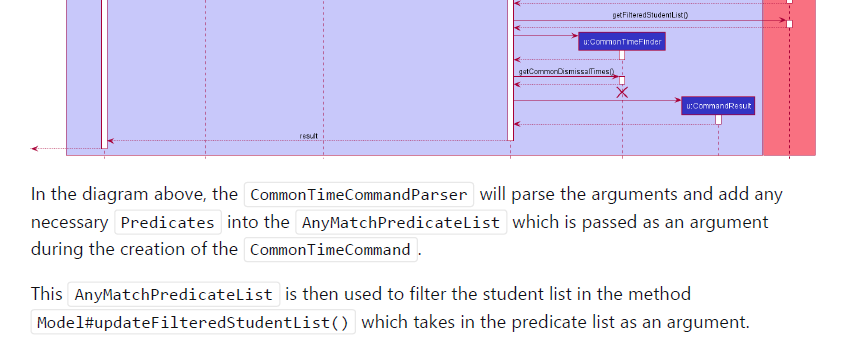 getFilteredStudentList()
u:CommonTimeFinder
getCommonDismissalTimes()
u:CommandResult
result
In the diagram above, the CommonTimeCommandParser will parse the arguments and add any
necessary Predicates into the AnyMatchPredicateList which is passed as an argument
during the creation of the CommonTimeCommand.
This AnyMatchPredicateList is then used to filter the student list in the method
Model#updateFilteredStudentList() which takes in the predicate list as an argument.